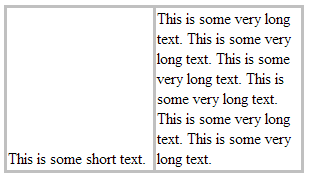 This is some short text.
This is some very long
text. This is some very
long text. This is some
very long text. This is
some very long text.
This is some very long
text. This is some very
long text.